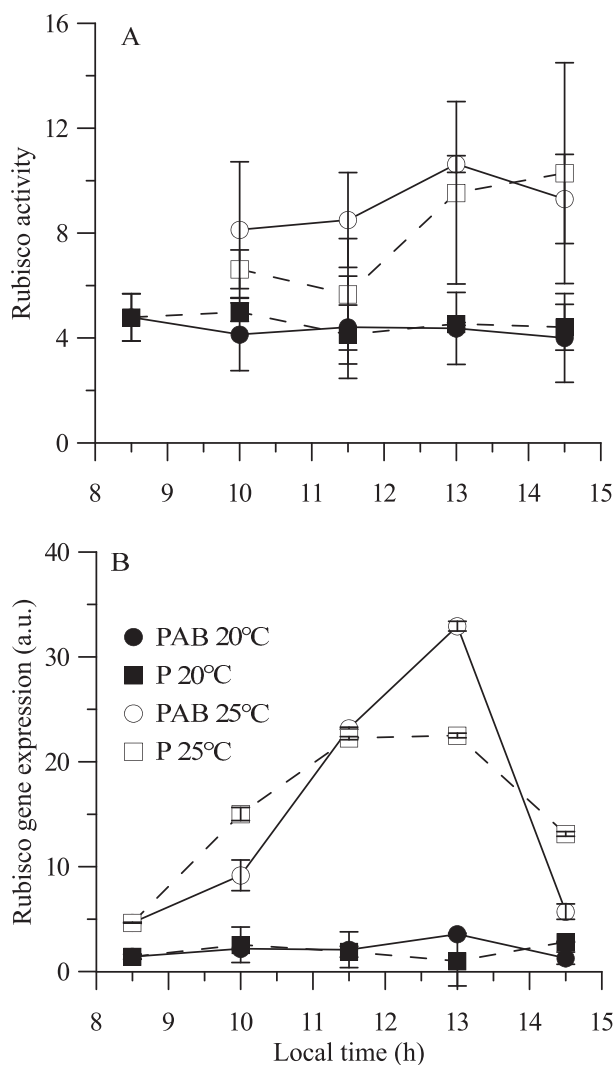 A
Rubisco activity
16
12
8
4
0
8 9 10 11 12 13 14 15
B
Rubisco gene expression (a.u.)
40
30
20
10
0
PAB 20°C
P 20°C
PAB 25°C
P 25°C
8 9 10 11 12 13 14 15
Local time (h)